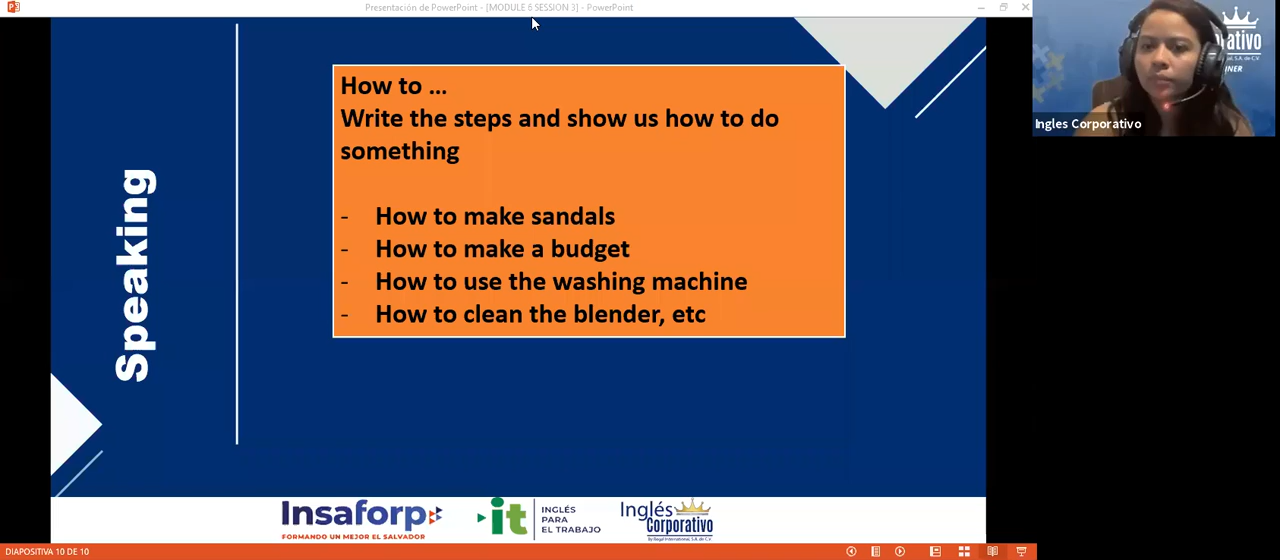 Presentación de PowerPoint - [MODULE 6 SESSION 3] - PowerPoint
How to ...
Write the steps and show us how to do
something
- How to make sandals
- How to make a budget
- How to use the washing machine
- How to clean the blender, etc
Speaking
Ingles Corporativo
Insaforp
FORMANDO UN MEJOR EL SALVADOR
it
INGLÉS
PARA
EL TRABAJO
Inglés
Corporativo
DIAPOSITIVA 10 DE 10